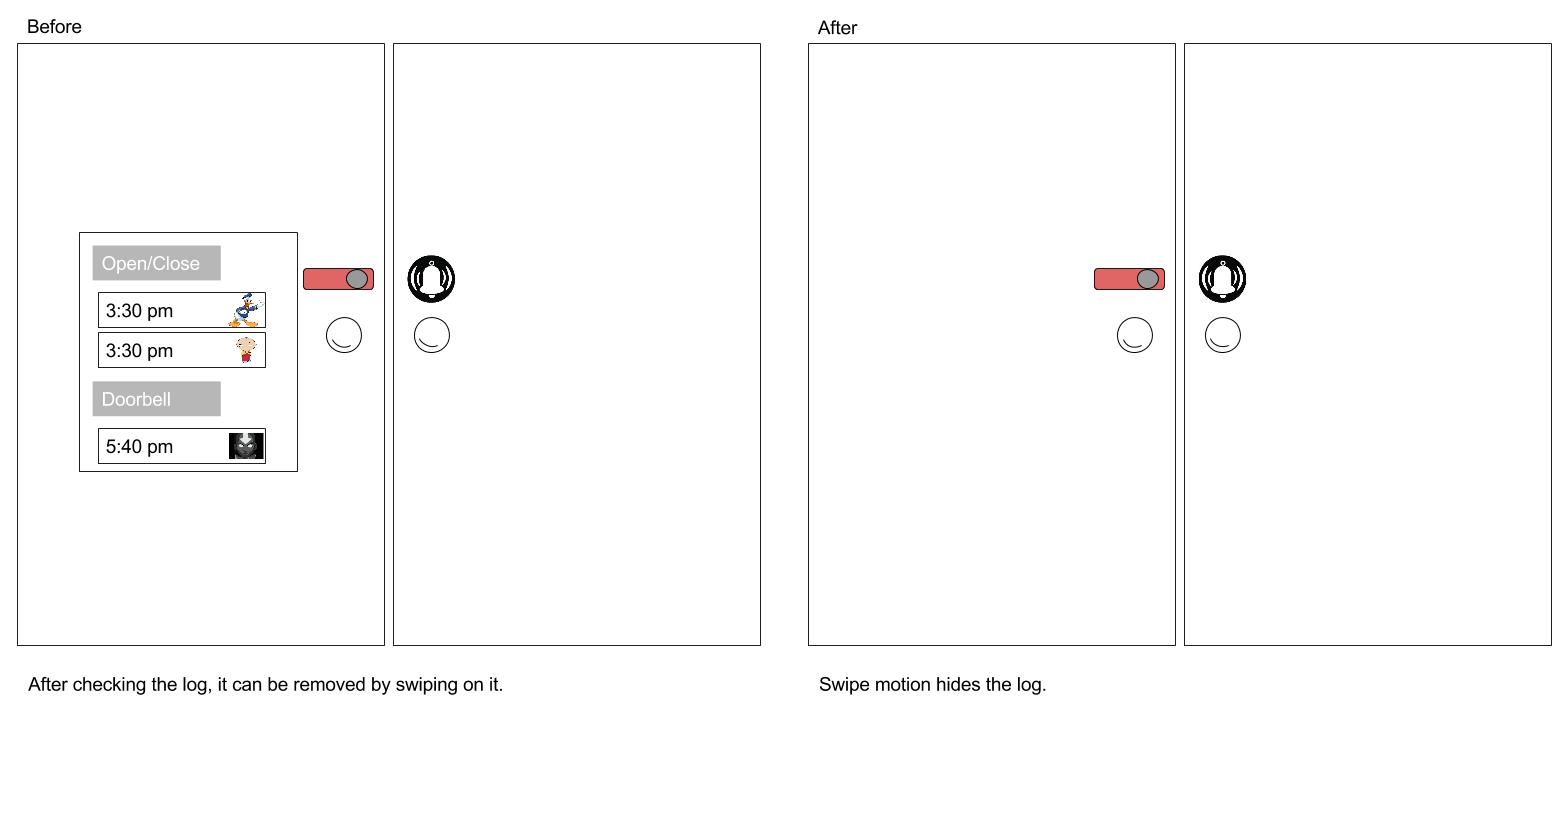 Before
Open/Close
3:30 pm
3:30 pm
Doorbell
5:40 pm
After checking the log, it can be removed by swiping on it.
After
Swipe motion hides the log.